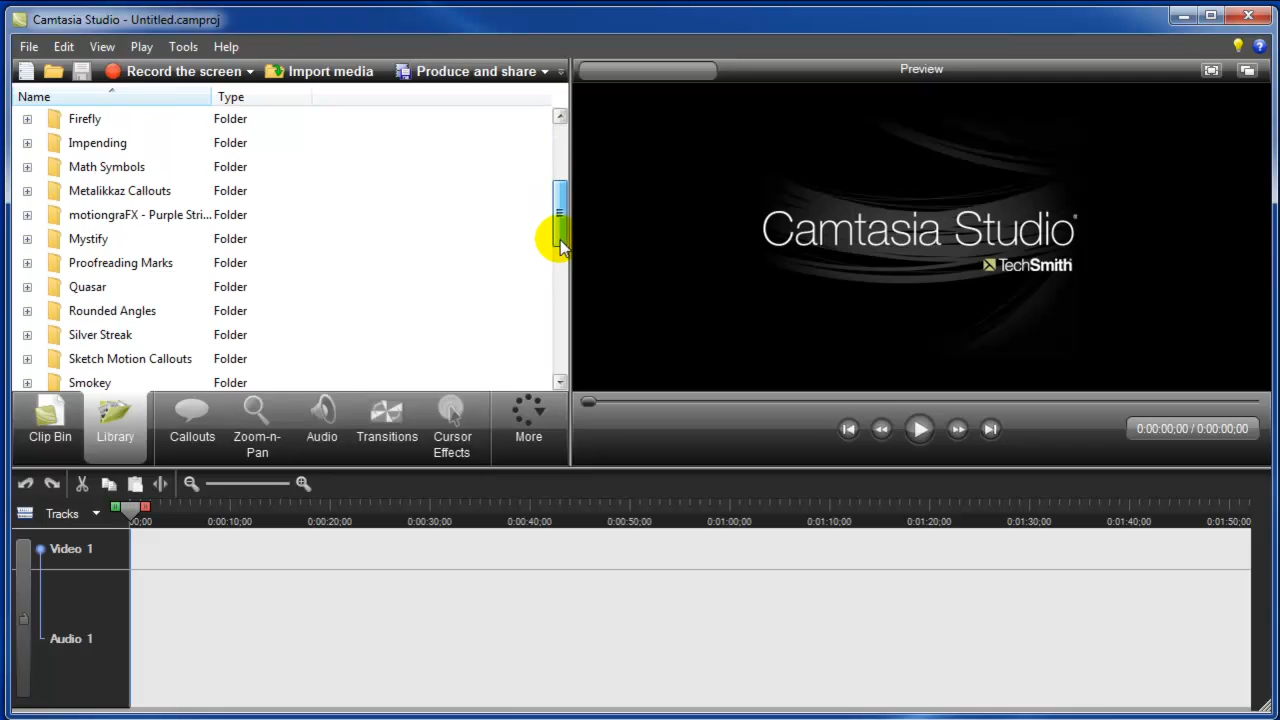 Camtasia Studio - Untitled.camproj
File Edit View Play Tools Help
Record the screen Import media Produce and share
Preview
Name Type
Firefly Folder
Impending Folder
Math Symbols Folder
Metalikkaz Callouts Folder
motiongraFX - Purple Stri... Folder
Mystify Folder
Proofreading Marks Folder
Quasar Folder
Rounded Angles Folder
Silver Streak Folder
Sketch Motion Callouts Folder
Smokey Folder
Camtasia Studio®
TechSmith
Clip Bin Library Callouts Zoom-n-Pan Audio Transitions Cursor Effects More
0:00:00;00 / 0:00:00;00
Tracks
00;00 0:00:10;00 0:00:20;00 0:00:30;00 0:00:40;00 0:00:50;00 0:01:00;00 0:01:10;00 0:01:20;00 0:01:30;00 0:01:40;00 0:01:50;00
Video 1
Audio 1